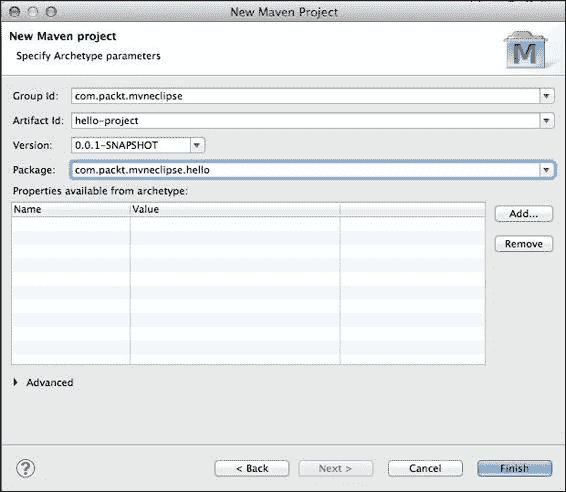 New Maven Project
New Maven project
Specify Archetype parameters
M
Group Id: com.packt.mvneclipse
Artifact Id: hello-project
Version: 0.0.1-SNAPSHOT
Package: com.packt.mvneclipse.hello
Properties available from archetype:
Name Value
Add...
Remove
Advanced
? < Back Next > Cancel Finish